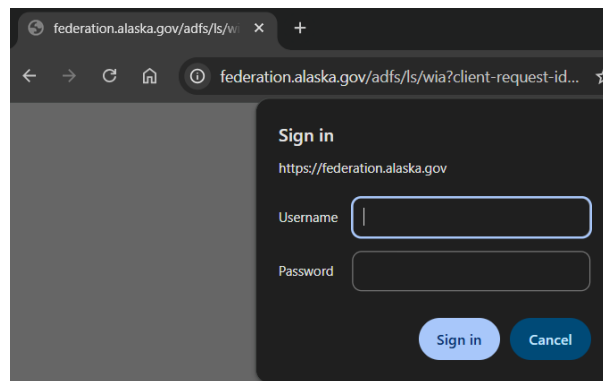 federation.alaska.gov/adfs/ls/wi
federation.alaska.gov/adfs/ls/wia?client-request-id...
Sign in
https://federation.alaska.gov
Username
Password
Sign in Cancel